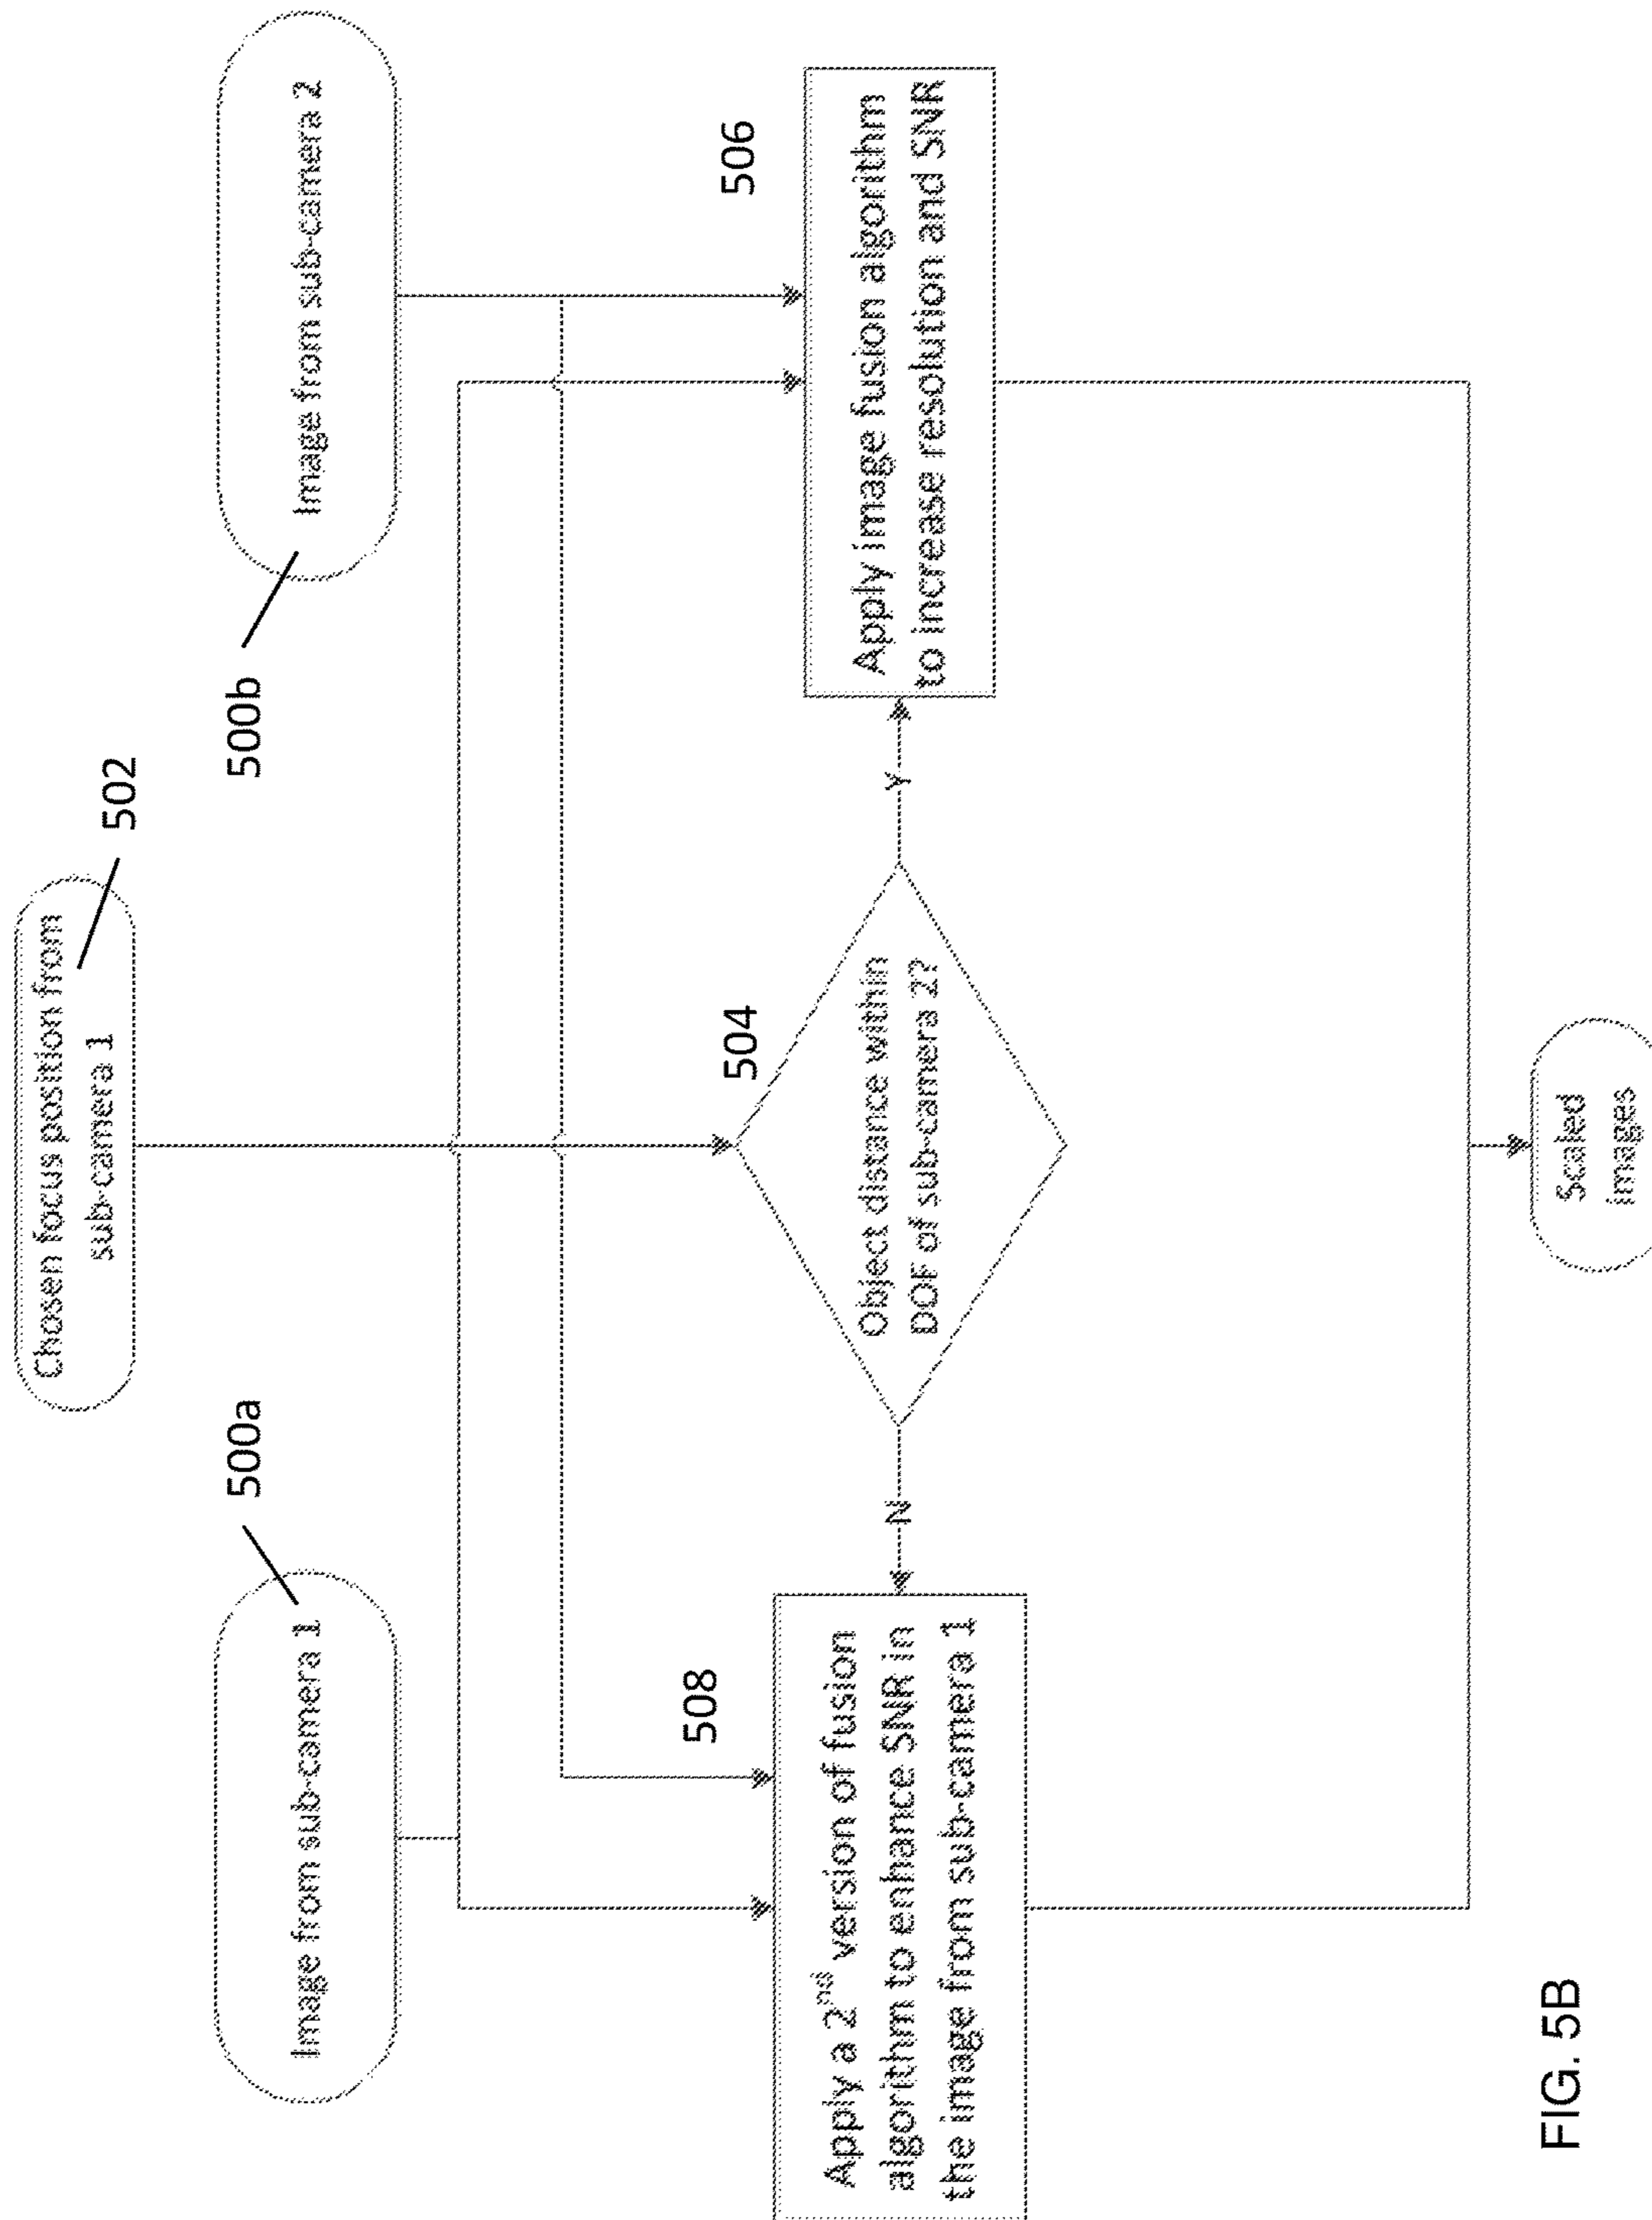 Chosen focus position from
sub-camera 1
502
500a
Image from sub-camera 1
500b
Image from sub-camera 2
504
Object distance within
DOF of sub-camera 2?
N
Y
508
Apply a 2nd version of fusion
algorithm to enhance SNR in
the image from sub-camera 1
506
Apply image fusion algorithm
to increase resolution and SNR
Scaled
images
FIG. 5B